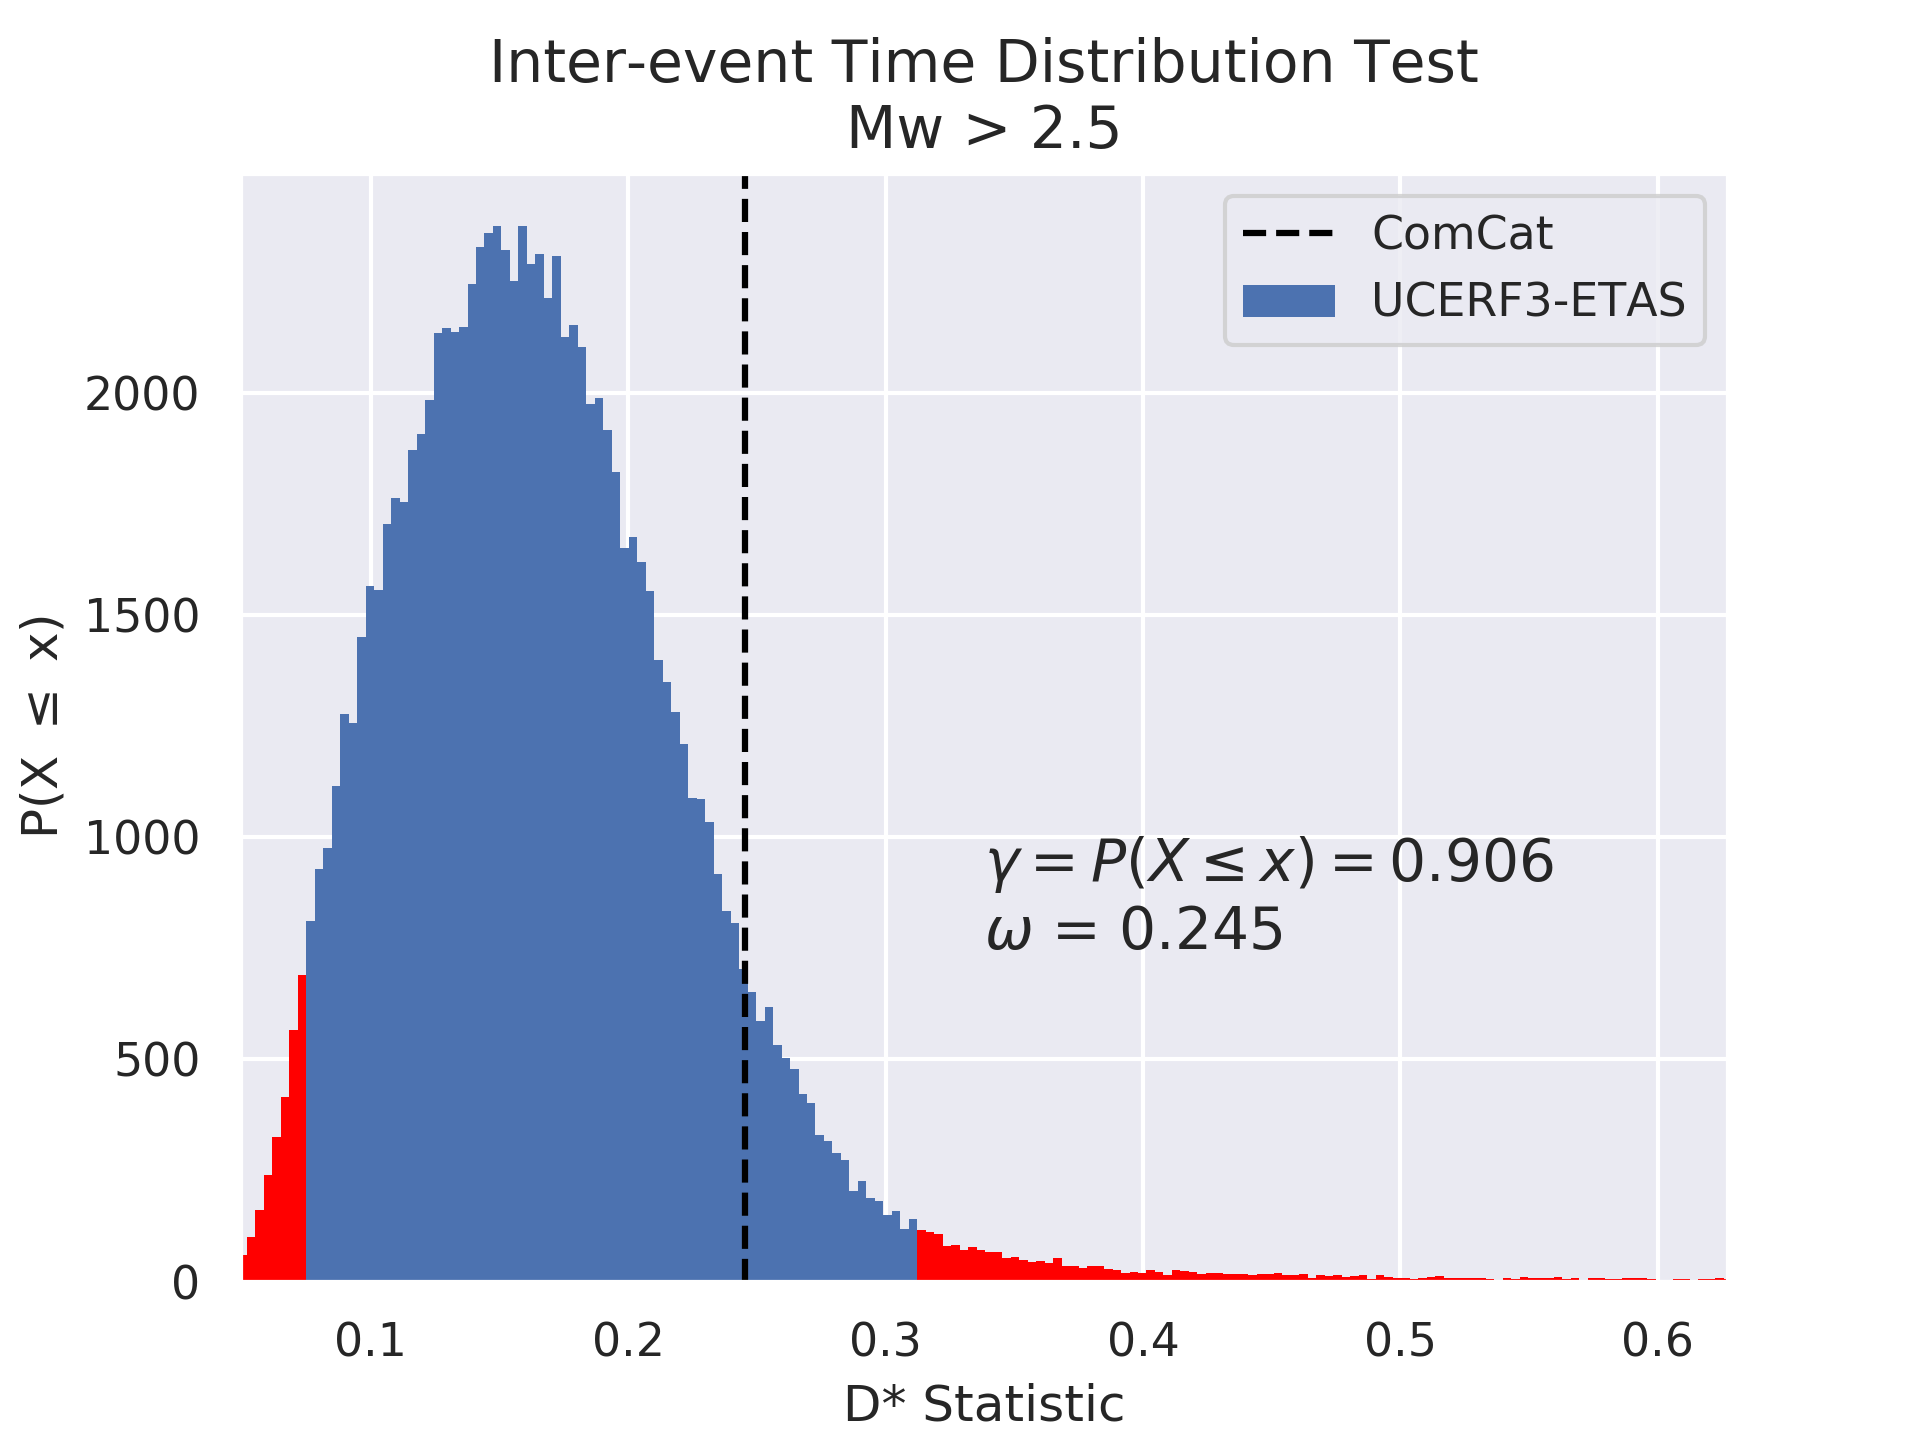 Inter-event Time Distribution Test
Mw > 2.5
ComCat
UCERF3-ETAS
P(X ≤ x)
2000
1500
1000
500
0
γ = P(X ≤ x) = 0.906
ω = 0.245
0.1 0.2 0.3 0.4 0.5 0.6
D* Statistic